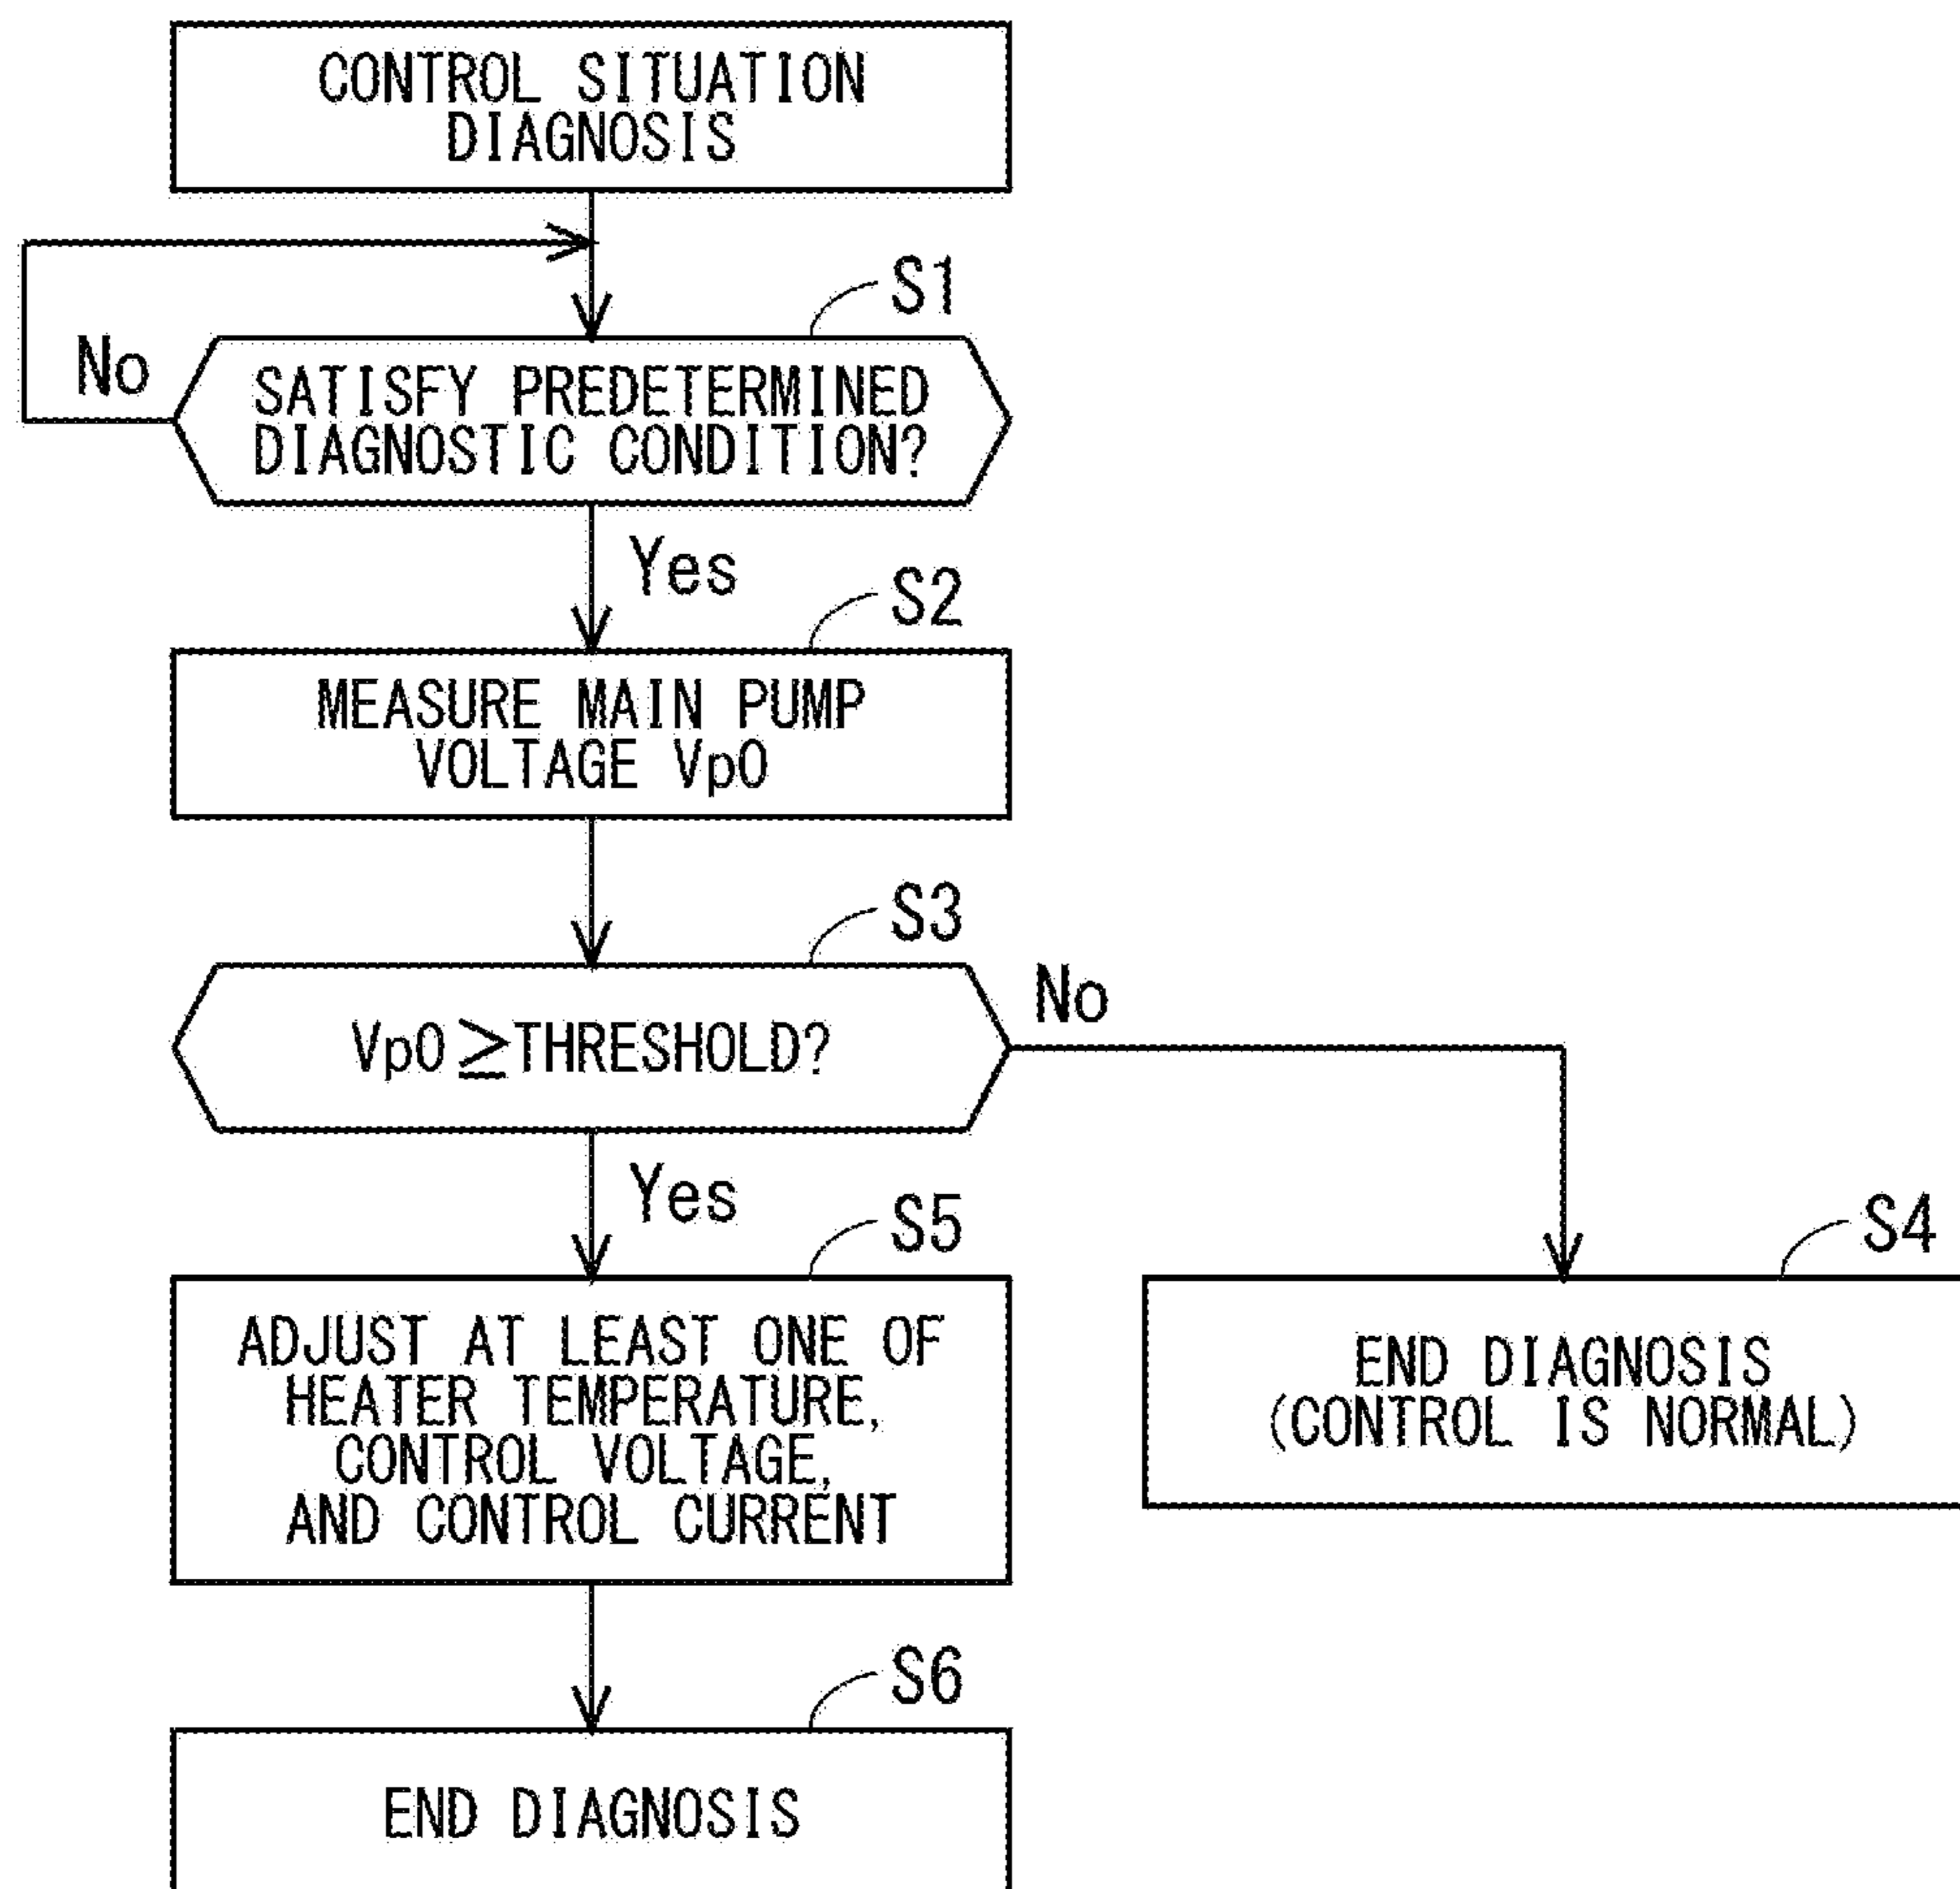 CONTROL SITUATION
DIAGNOSIS
S1
No
SATISFY PREDETERMINED
DIAGNOSTIC CONDITION?
Yes
S2
MEASURE MAIN PUMP
VOLTAGE Vp0
S3
No
Vp0≧THRESHOLD?
Yes
S5
S4
ADJUST AT LEAST ONE OF
HEATER TEMPERATURE,
CONTROL VOLTAGE,
AND CONTROL CURRENT
END DIAGNOSIS
(CONTROL IS NORMAL)
S6
END DIAGNOSIS